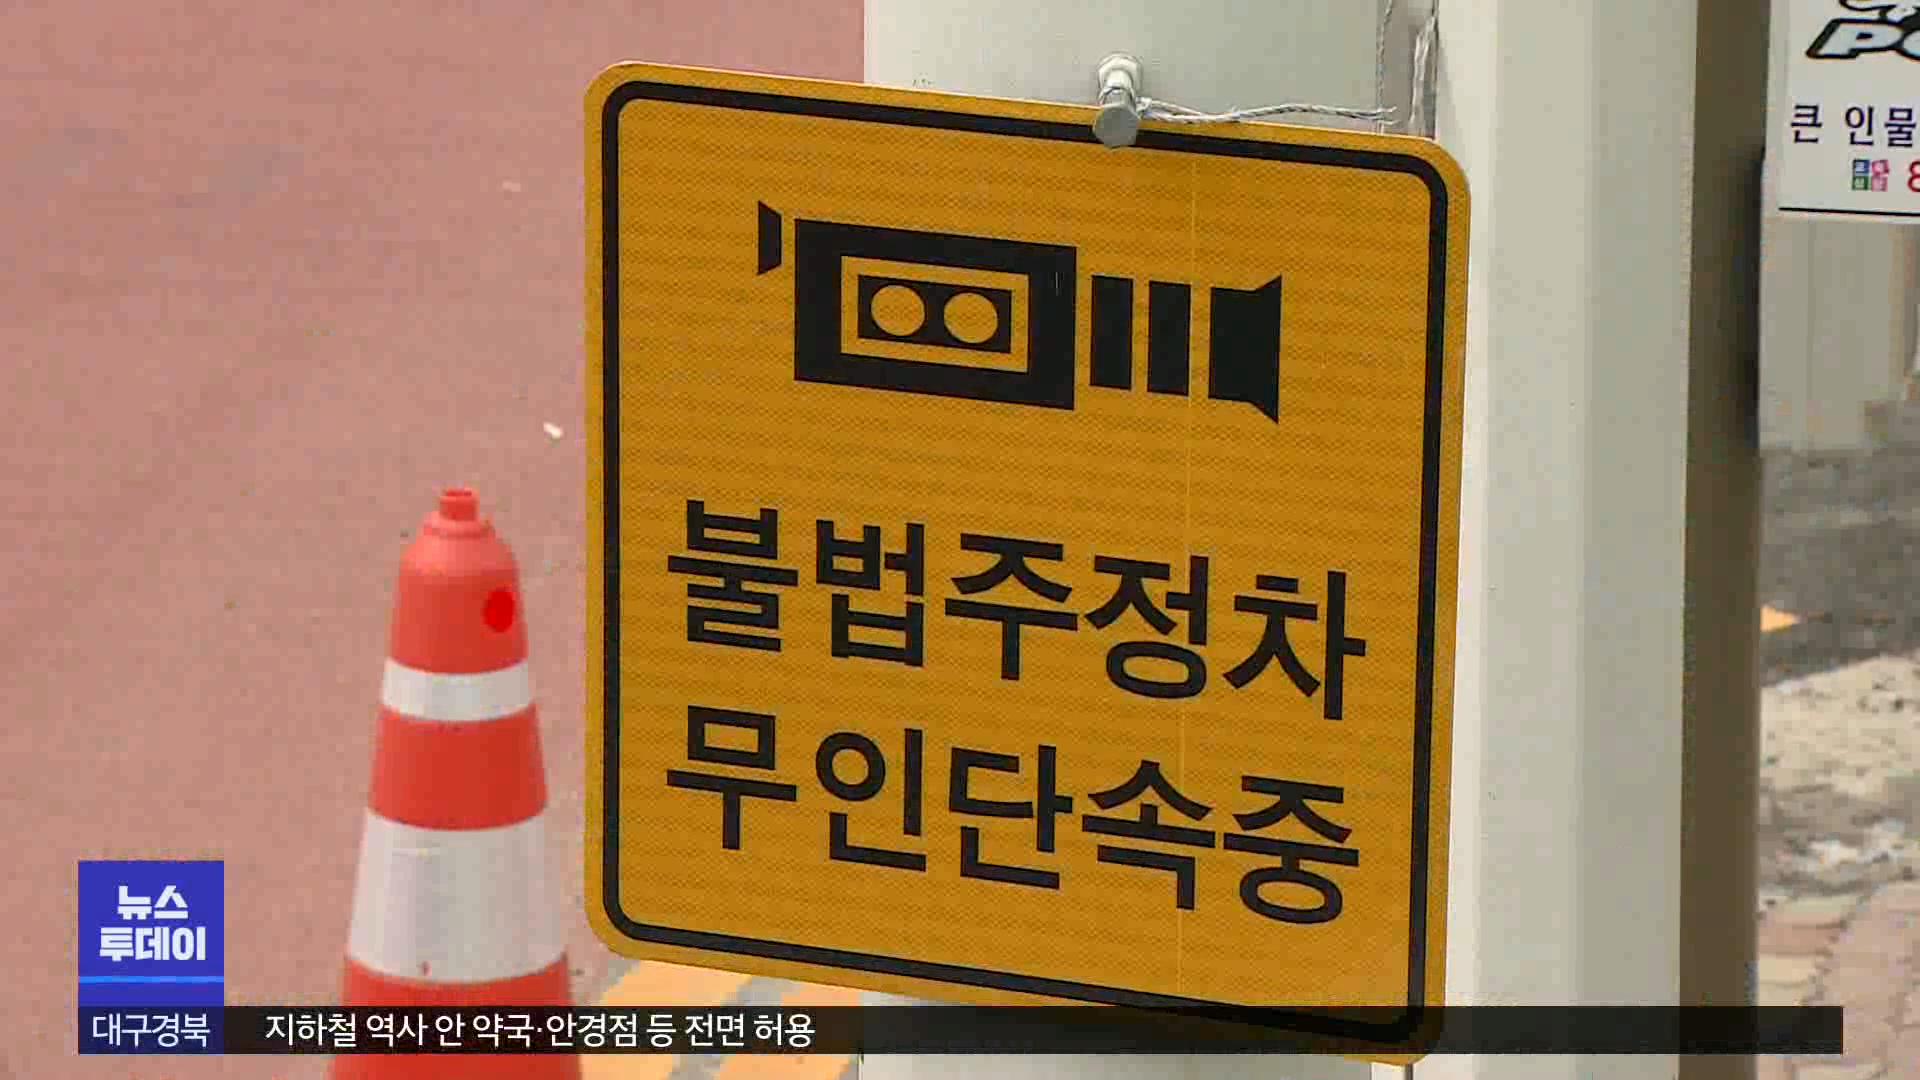 큰 인물
불법주정차
무인단속중
뉴스
투데이
대구경북
지하철 역사 안 약국·안경점 등 전면 허용